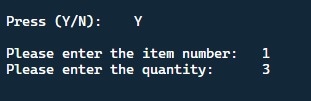 Press (Y/N):    Y
Please enter the item number:   1
Please enter the quantity:      3